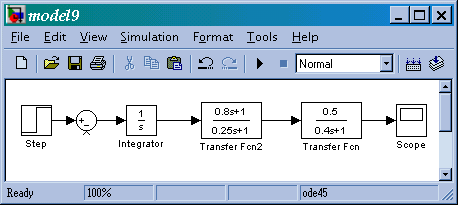 model9
File Edit View Simulation Format Tools Help
Normal
1 0.8s+1 0.5
s 0.25s+1 0.4s+1
Step Integrator Transfer Fcn2 Transfer Fcn Scope
Ready 100% ode45